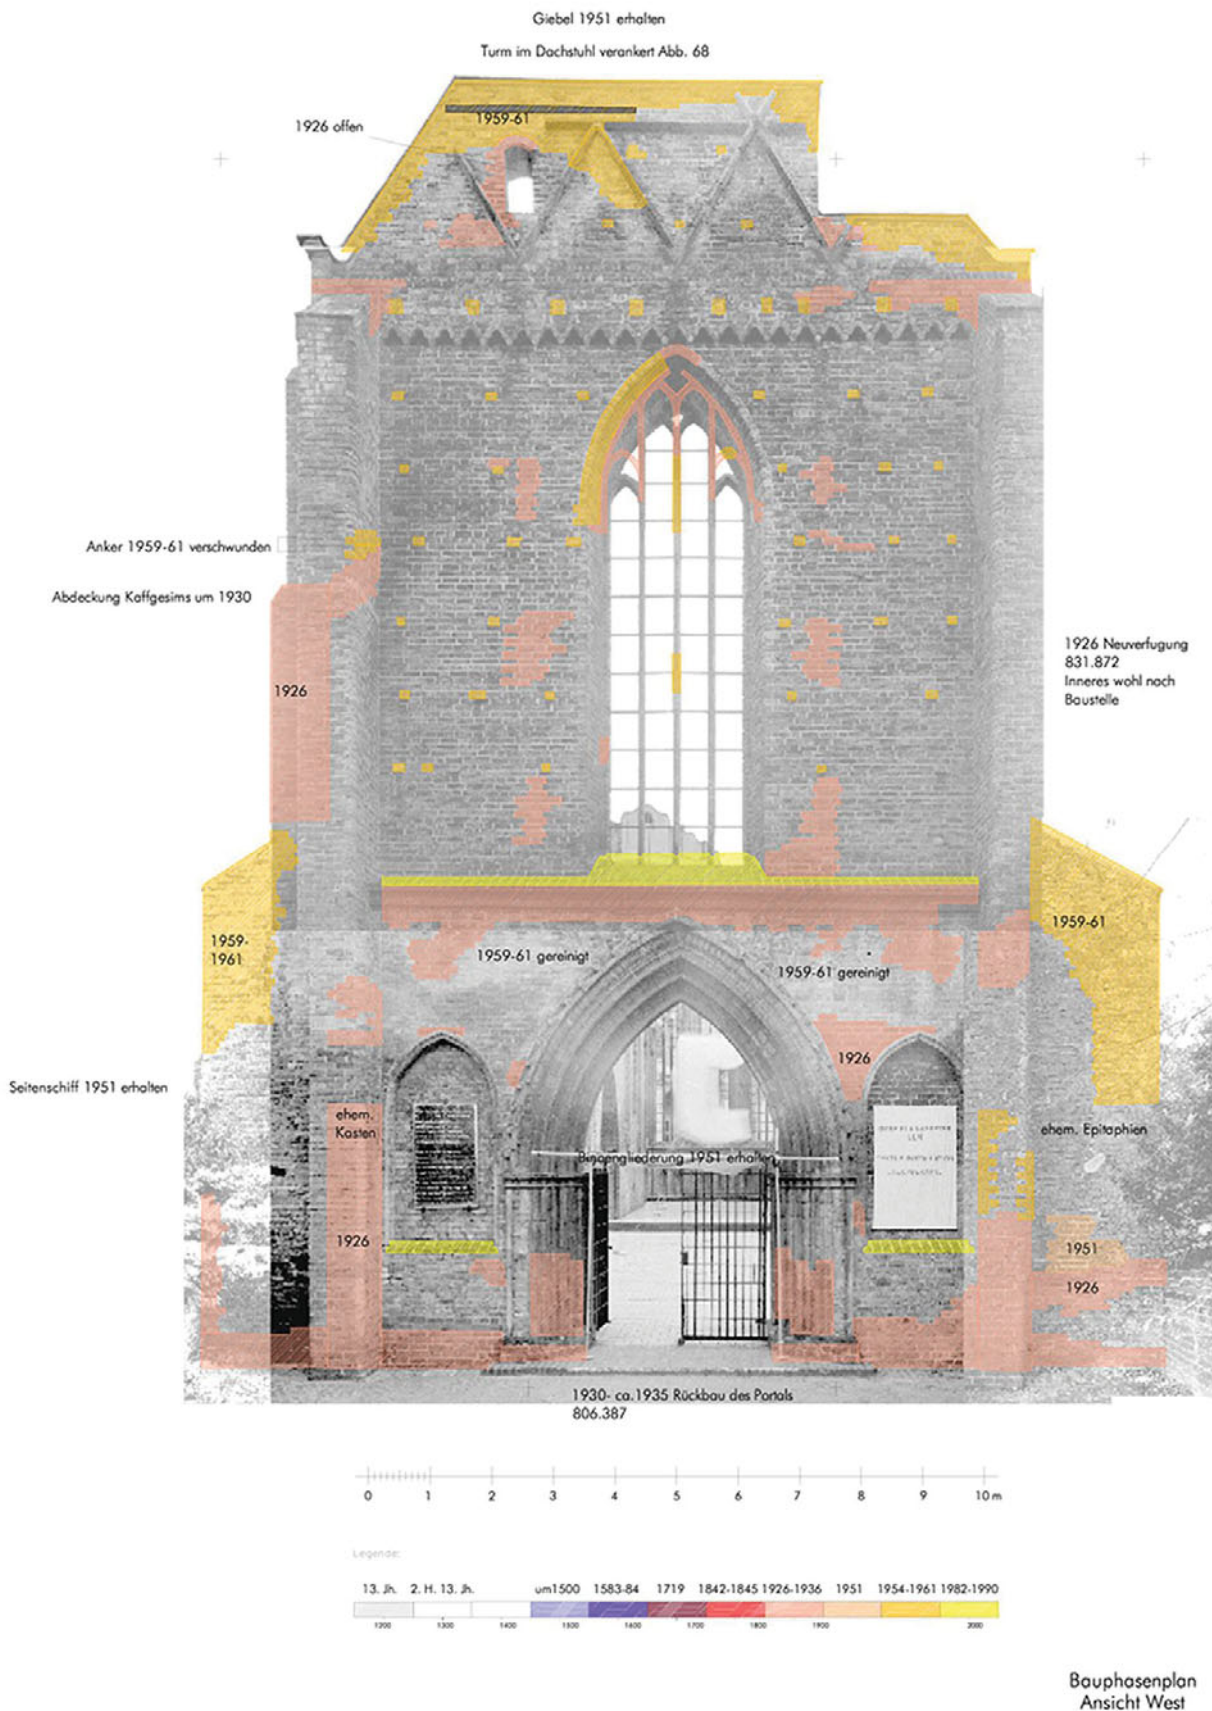 Giebel 1951 erhalten
Turm im Dachstuhl verankert Abb. 68
1959-61
1926 offen
Anker 1959-61 verschwunden
Abdeckung Kaffgesims um 1930
1926 Neuverfugung
831.872
Inneres wohl nach
Baustelle
1926
1959-
1961
1959-61
1959-61 gereinigt
1959-61 gereinigt
1926
Seitenschiff 1951 erhalten
ehem.
Kasten
ehem. Epitaphien
Binnengliederung 1951 erhalten
1926
1951
1926
1930- ca.1935 Rückbau des Portals
806.387
0 1 2 3 4 5 6 7 8 9 10 m
Legende:
13. Jh. 2. H. 13. Jh. um1500 1583-84 1719 1842-1845 1926-1936 1951 1954-1961 1982-1990
1200 1300 1400 1500 1600 1700 1800 1900 2000
Bauphasenplan
Ansicht West